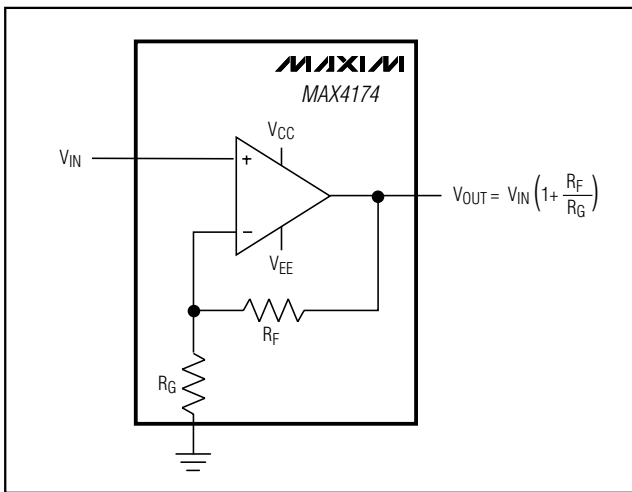 MAXIM
MAX4174
VCC
VIN
+
VOUT = VIN (1+ RF/RG)
−
VEE
RF
RG